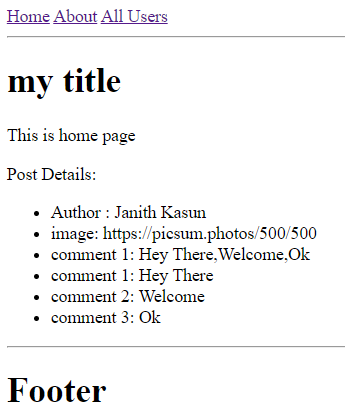 Home About All Users
my title
This is home page
Post Details:
Author : Janith Kasun
image: https://picsum.photos/500/500
comment 1: Hey There,Welcome,Ok
comment 1: Hey There
comment 2: Welcome
comment 3: Ok
Footer